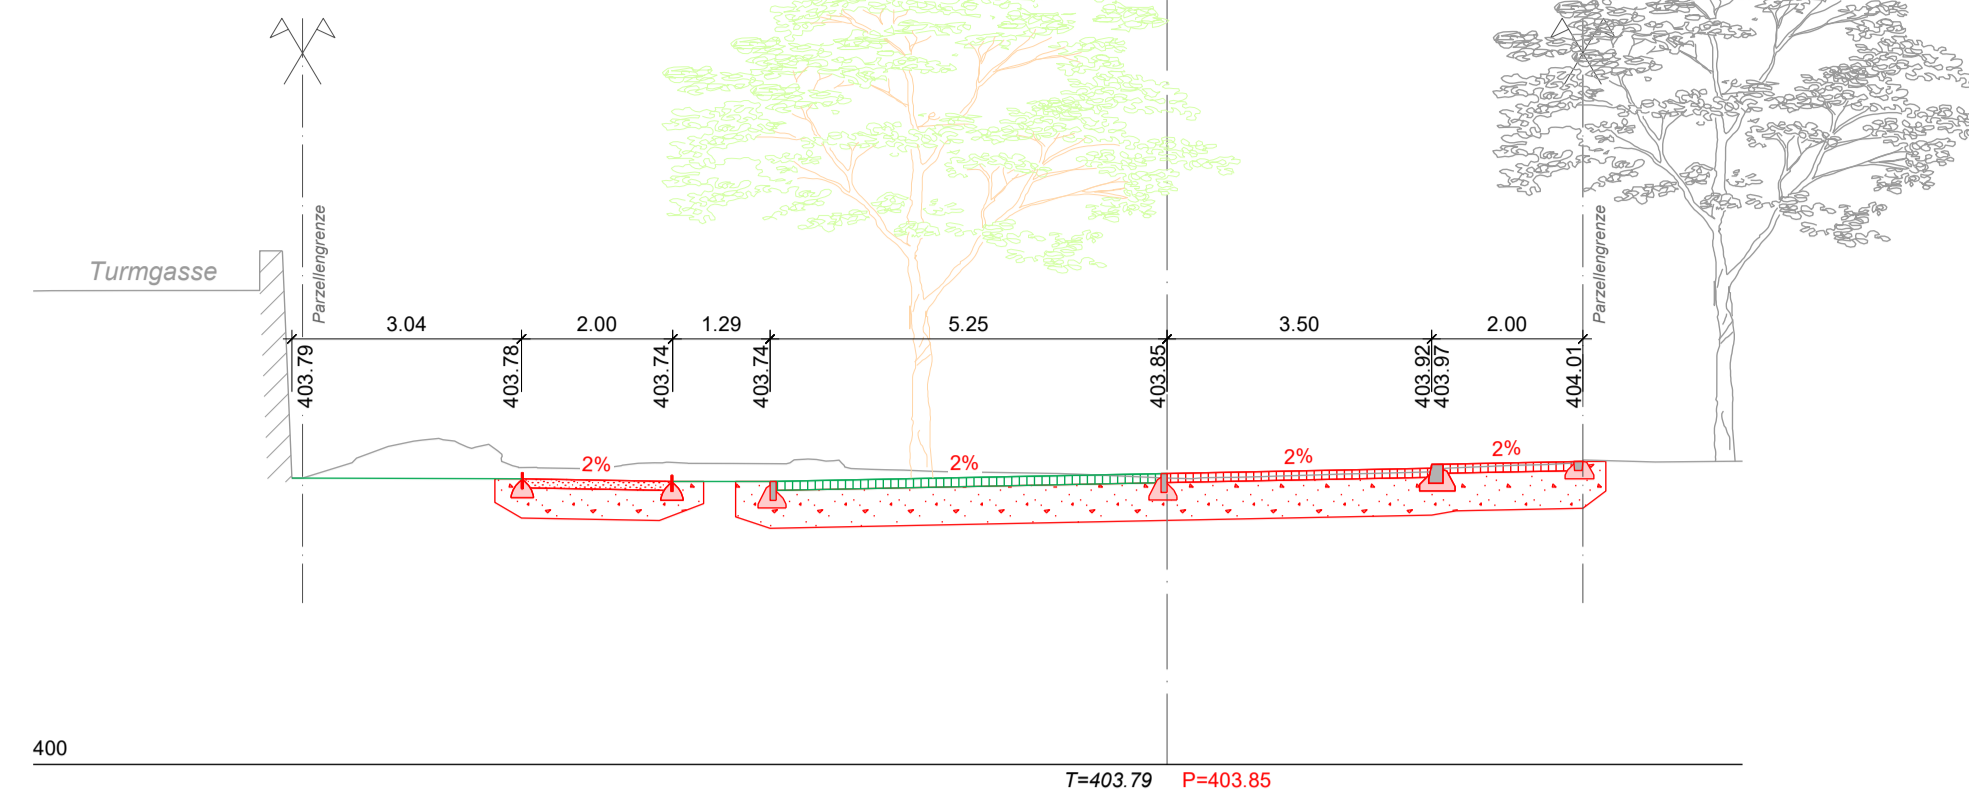 Turmgasse
Parzellengrenze
Parzellengrenze
3.04 2.00 1.29 5.25 3.50 2.00
403.79 403.78 403.74 403.74 403.85 403.92 403.97 404.01
2% 2% 2% 2%
400
T=403.79 P=403.85